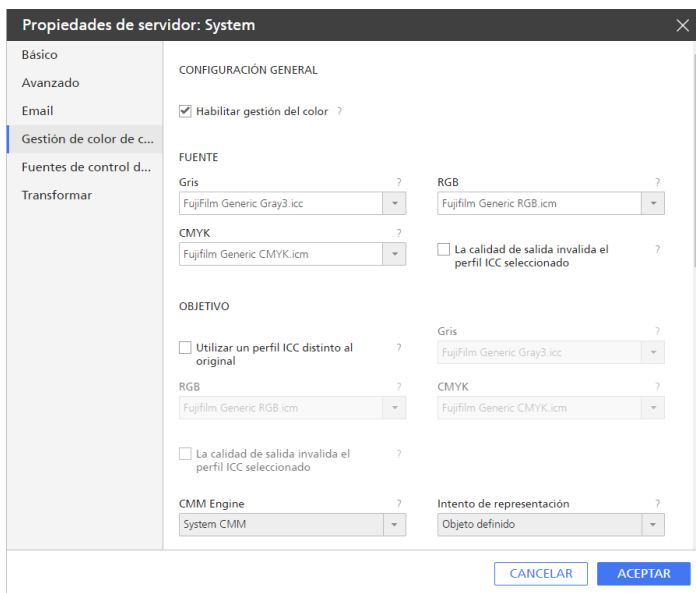 Propiedades de servidor: System
Básico
Avanzado
Email
Gestión de color de c...
Fuentes de control d...
Transformar
CONFIGURACIÓN GENERAL
Habilitar gestión del color ?
FUENTE
Gris ?
FujiFilm Generic Gray3.icc
RGB ?
Fujifilm Generic RGB.icm
CMYK ?
Fujifilm Generic CMYK.icm
La calidad de salida invalida el ?
perfil ICC seleccionado
OBJETIVO
Utilizar un perfil ICC distinto al ?
original
Gris ?
FujiFilm Generic Gray3.icc
RGB ?
Fujifilm Generic RGB.icm
CMYK ?
Fujifilm Generic CMYK.icm
La calidad de salida invalida el ?
perfil ICC seleccionado
CMM Engine ?
System CMM
Intento de representación ?
Objeto definido
CANCELAR
ACEPTAR